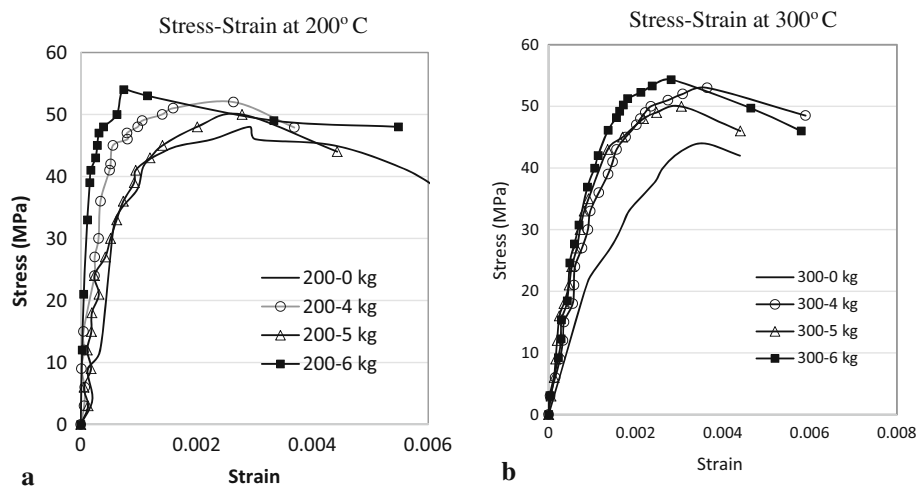 Stress-Strain at 200° C
60
50
40
30
20
10
0
Stress (MPa)
0
0.002
0.004
0.006
Strain
200-0 kg
200-4 kg
200-5 kg
200-6 kg
a
Stress-Strain at 300° C
60
50
40
30
20
10
0
Stress (MPa)
0
0.002
0.004
0.006
0.008
Strain
300-0 kg
300-4 kg
300-5 kg
300-6 kg
b